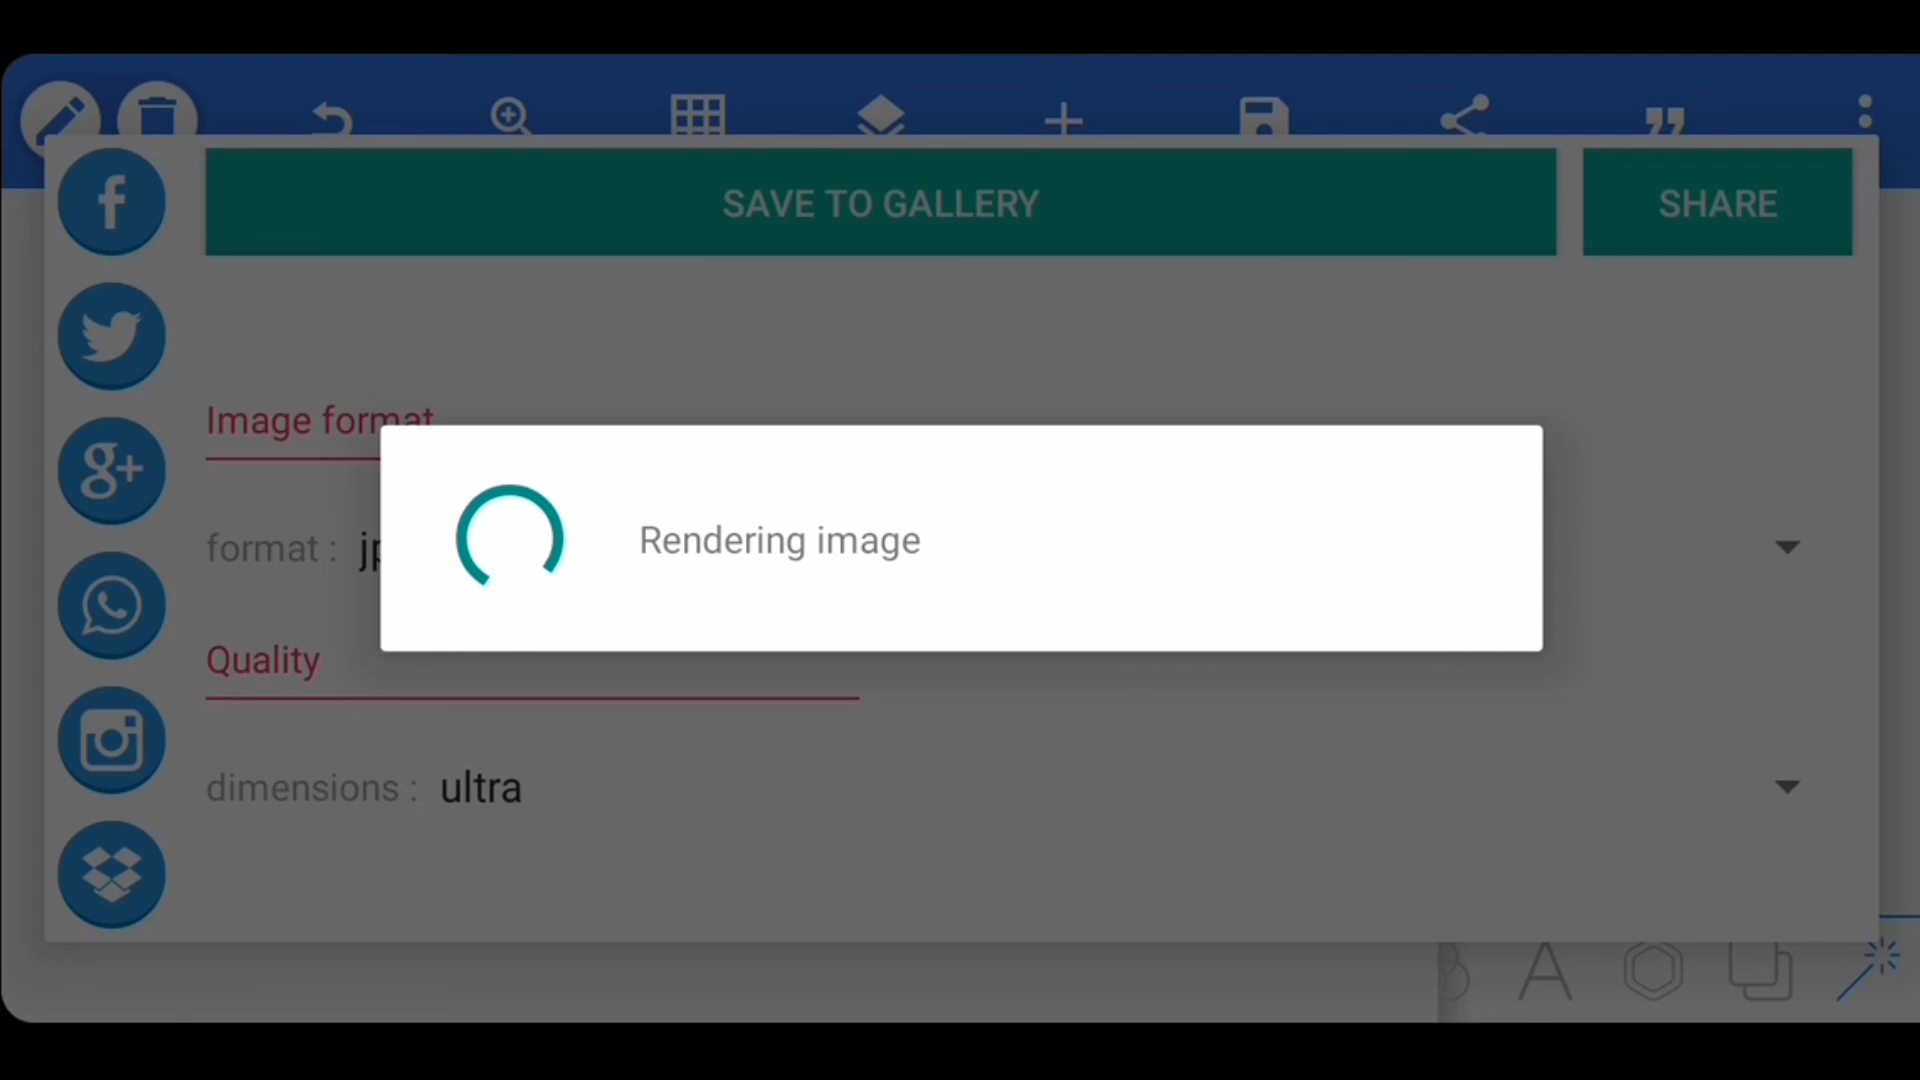 SAVE TO GALLERY
SHARE
Image format
format :
Rendering image
Quality
dimensions : ultra